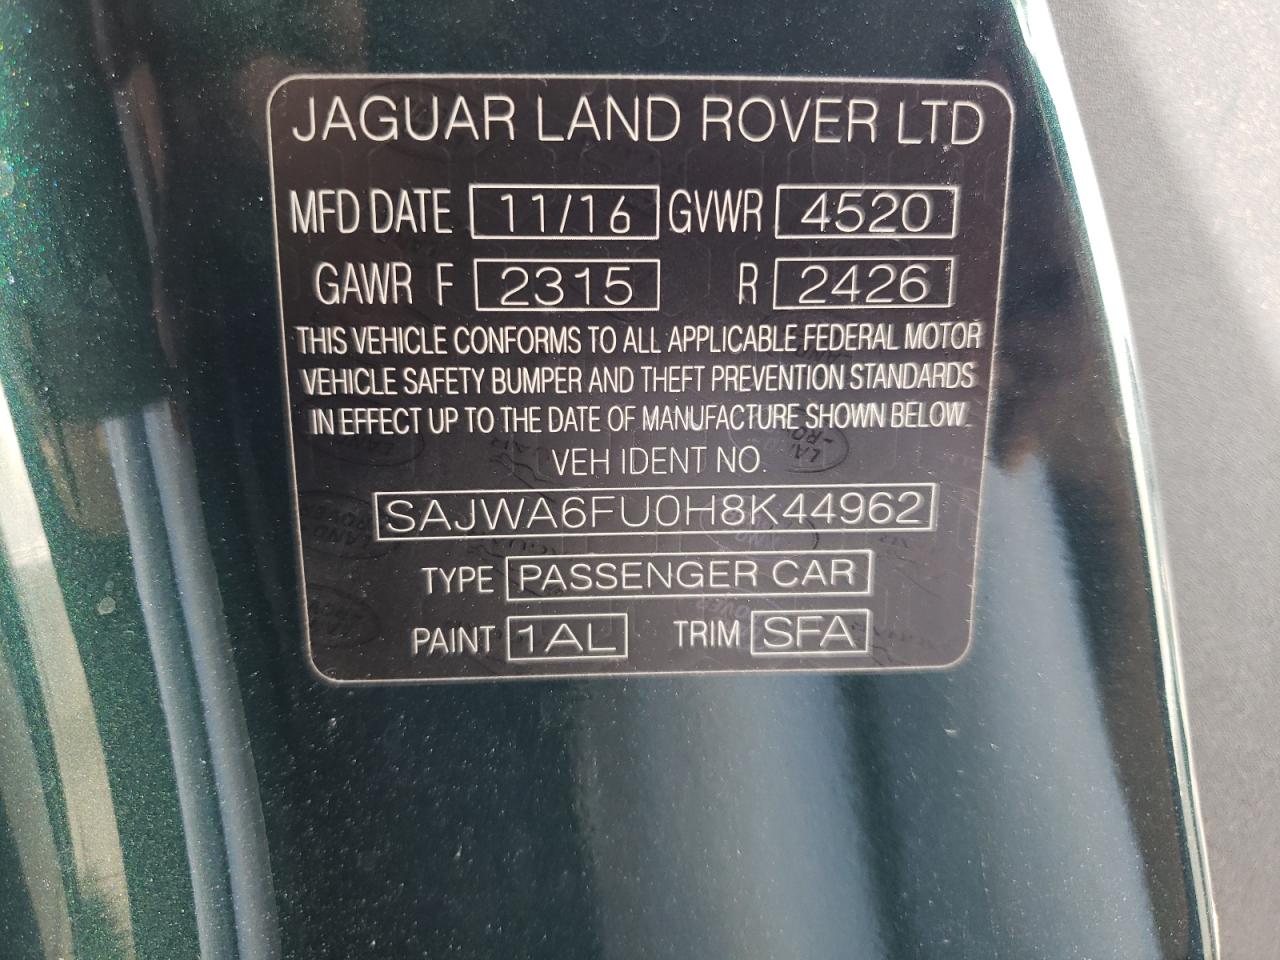 JAGUAR LAND ROVER LTD
MFD DATE 11/16 GVWR 4520
GAWR F 2315 R 2426
THIS VEHICLE CONFORMS TO ALL APPLICABLE FEDERAL MOTOR
VEHICLE SAFETY BUMPER AND THEFT PREVENTION STANDARDS
IN EFFECT UP TO THE DATE OF MANUFACTURE SHOWN BELOW.
VEH IDENT NO.
SAJWA6FU0H8K44962
TYPE PASSENGER CAR
PAINT 1AL TRIM SFA